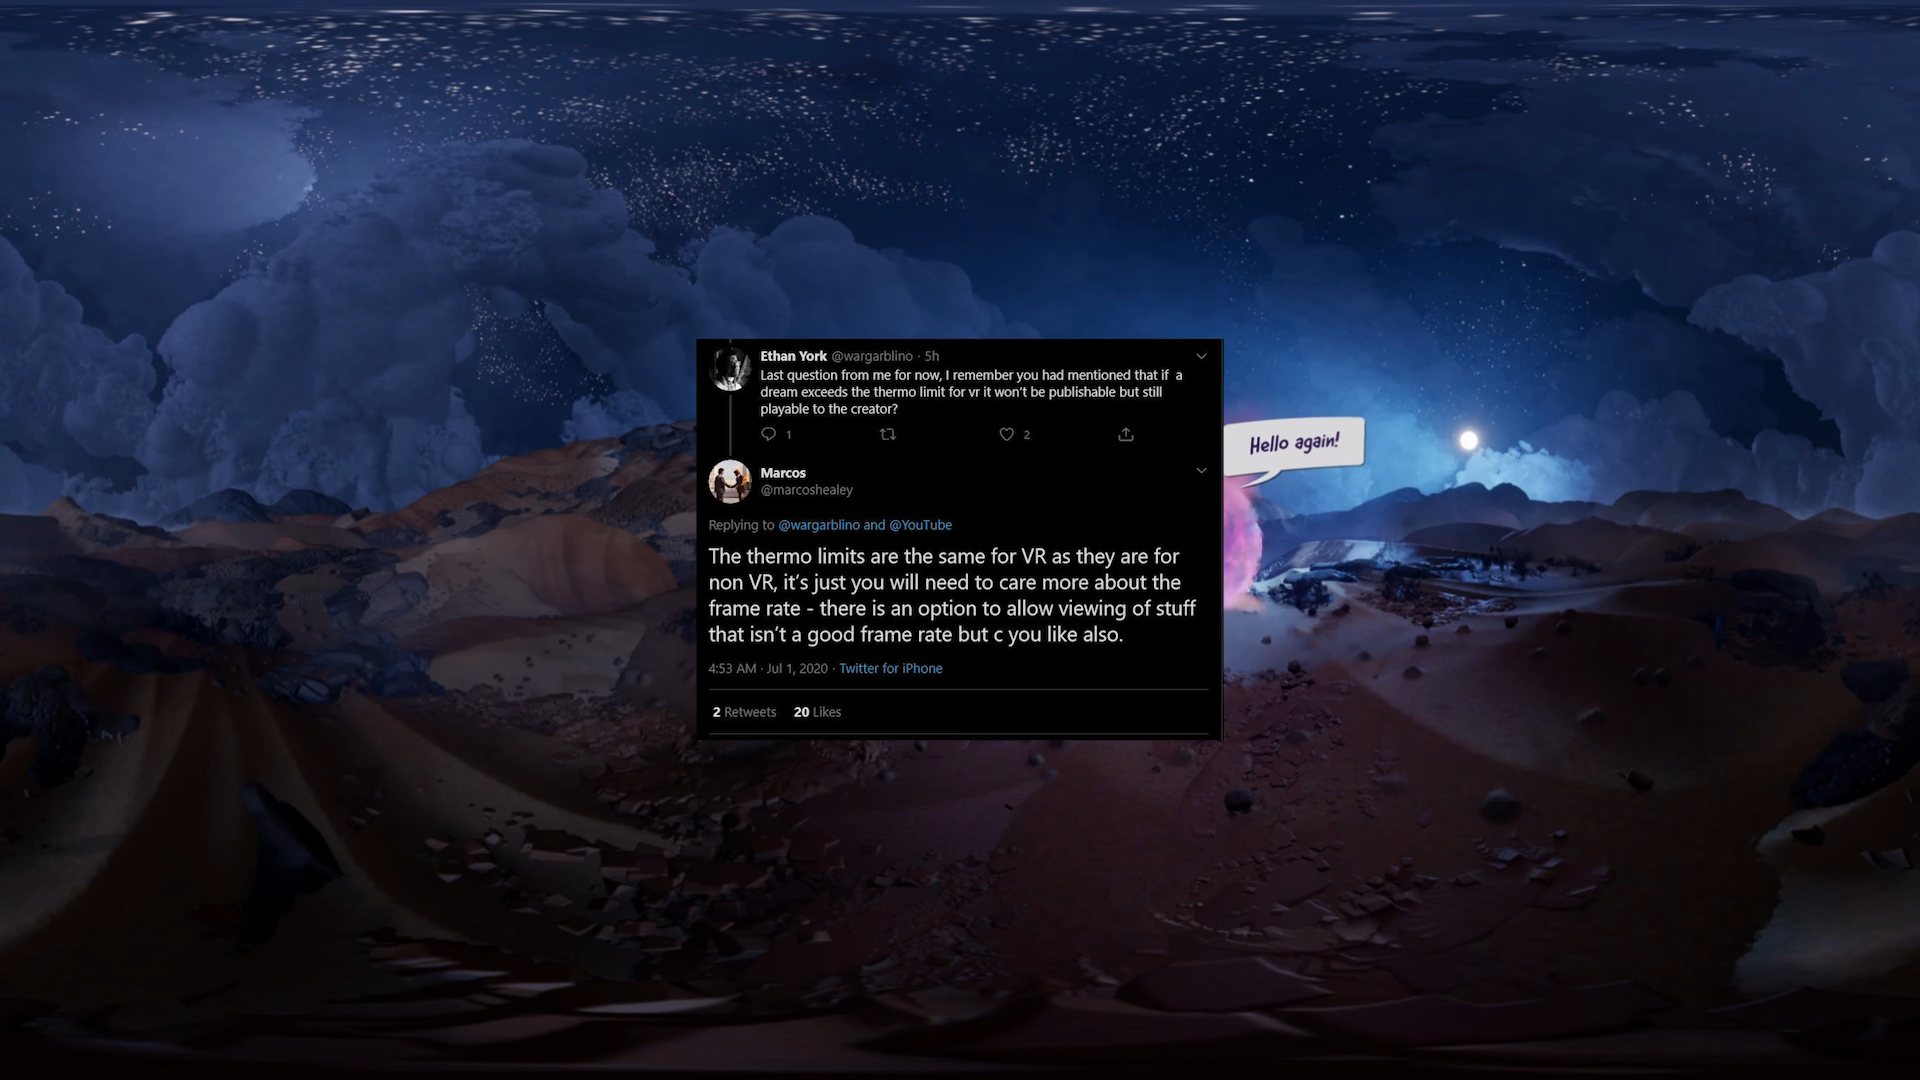 Ethan York @wargarblino · 5h
Last question from me for now, I remember you had mentioned that if a
dream exceeds the thermo limit for vr it won't be publishable but still
playable to the creator?
1 2
Marcos
@marcoshealey
Replying to @wargarblino and @YouTube
The thermo limits are the same for VR as they are for
non VR, it's just you will need to care more about the
frame rate - there is an option to allow viewing of stuff
that isn't a good frame rate but c you like also.
4:53 AM · Jul 1, 2020 · Twitter for iPhone
2 Retweets 20 Likes
Hello again!